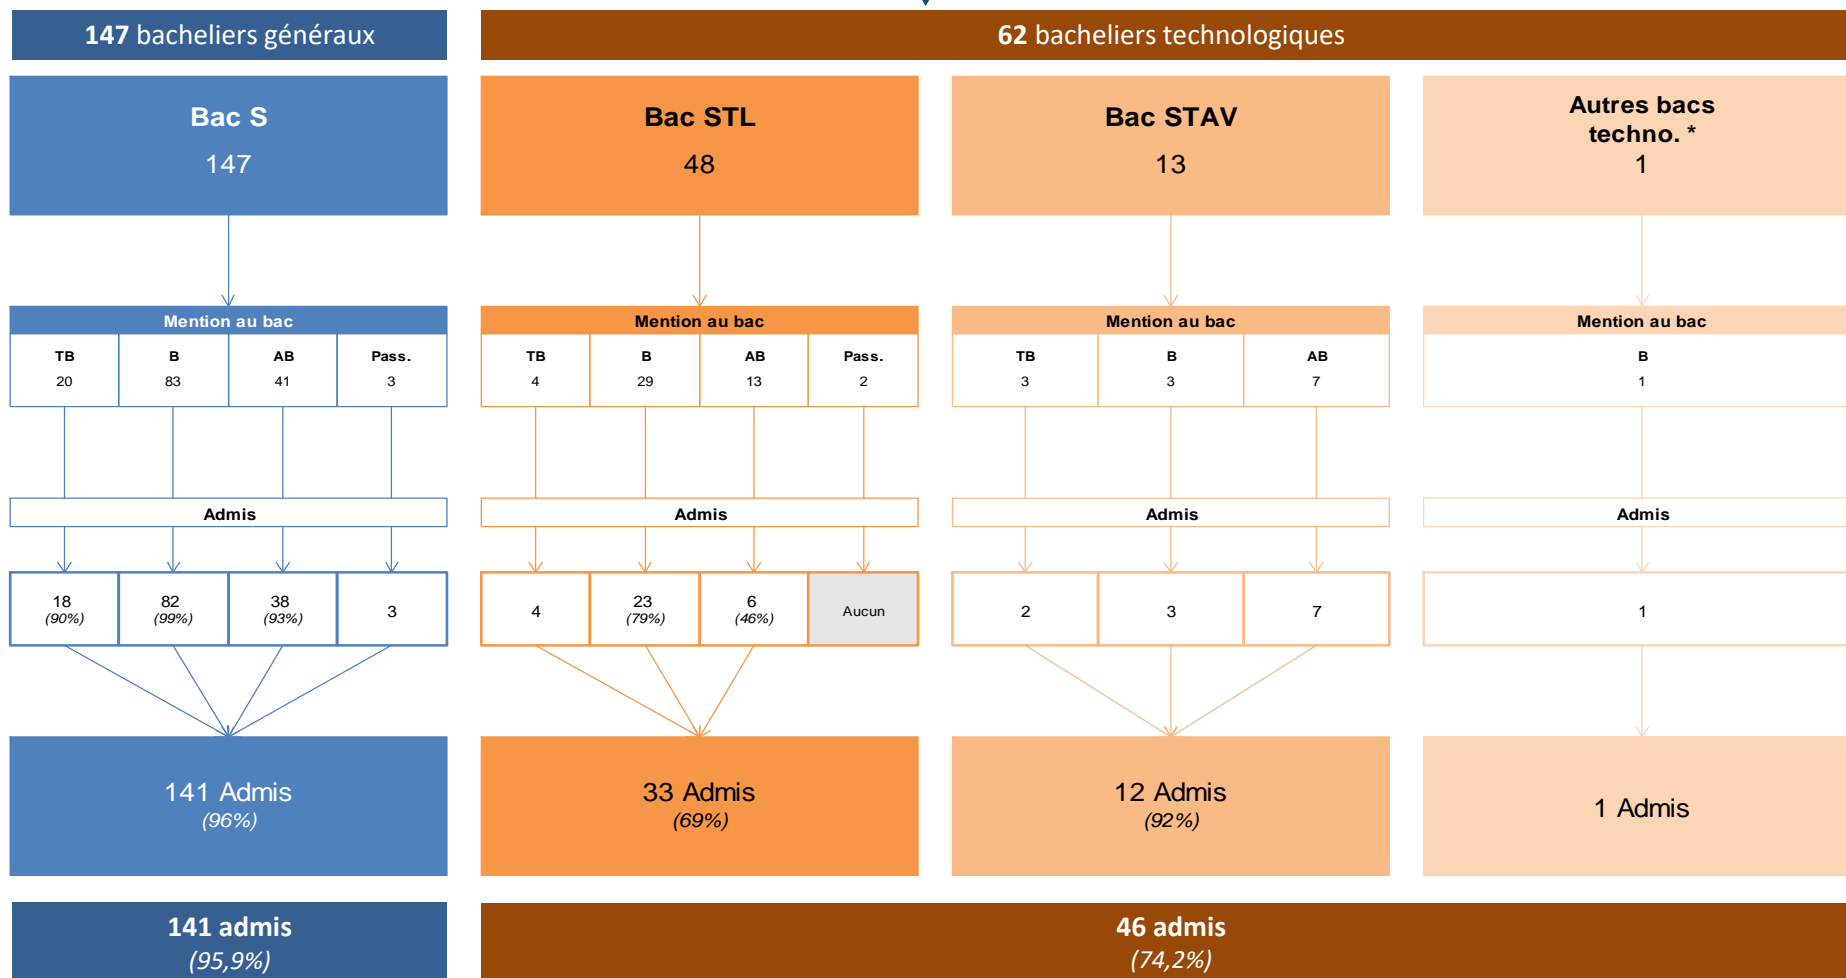 147 bacheliers généraux
62 bacheliers technologiques
Bac S
147
Bac STL
48
Bac STAV
13
Autres bacs
techno. *
1
Mention au bac
TB B AB Pass.
20 83 41 3
Mention au bac
TB B AB Pass.
4 29 13 2
Mention au bac
TB B AB
3 3 7
Mention au bac
B
1
Admis
Admis
Admis
Admis
18 82 38 3
(90%) (99%) (93%)
4 23 6 Aucun
(79%) (46%)
2 3 7
1
141 Admis
(96%)
33 Admis
(69%)
12 Admis
(92%)
1 Admis
141 admis
(95,9%)
46 admis
(74,2%)